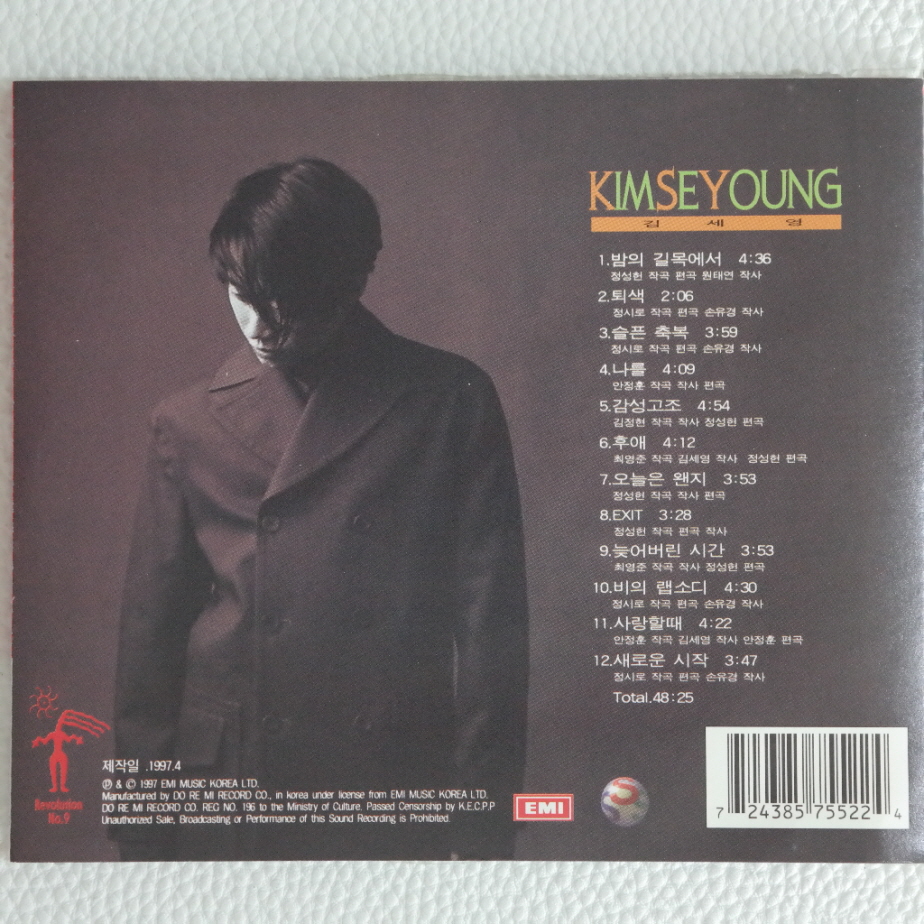 KIMSEYOUNG
김 세 영
1.밤의 길목에서 4:36
정성헌 작곡 편곡 원태연 작사
2.퇴색 2:06
정시로 작곡 편곡 손유경 작사
3.슬픈 축복 3:59
정시로 작곡 편곡 손유경 작사
4.나를 4:09
안정훈 작곡 작사 편곡
5.감성고조 4:54
김정헌 작곡 작사 정성헌 편곡
6.후애 4:12
최영준 작곡 김세영 작사 정성헌 편곡
7.오늘은 왠지 3:53
정성헌 작곡 작사 편곡
8.EXIT 3:28
정성헌 작곡 편곡 작사
9.늦어버린 시간 3:53
최영준 작곡 작사 정성헌 편곡
10.비의 랩소디 4:30
정시로 작곡 편곡 손유경 작사
11.사랑할때 4:22
안정훈 작곡 김세영 작사 안정훈 편곡
12.새로운 시작 3:47
정시로 작곡 편곡 손유경 작사
Total.48:25
Revolution
No.9
제작일 .1997.4
℗ & © 1997 EMI MUSIC KOREA LTD.
Manufactured by DO RE MI RECORD CO., in korea under license from EMI MUSIC KOREA LTD.
DO RE MI RECORD CO. REG NO. 196 to the Ministry of Culture. Passed Censorship by K.E.C.P.P
Unauthorized Sale, Broadcasting or Performance of this Sound Recording is Prohibited.
EMI
7 24385 75522 4